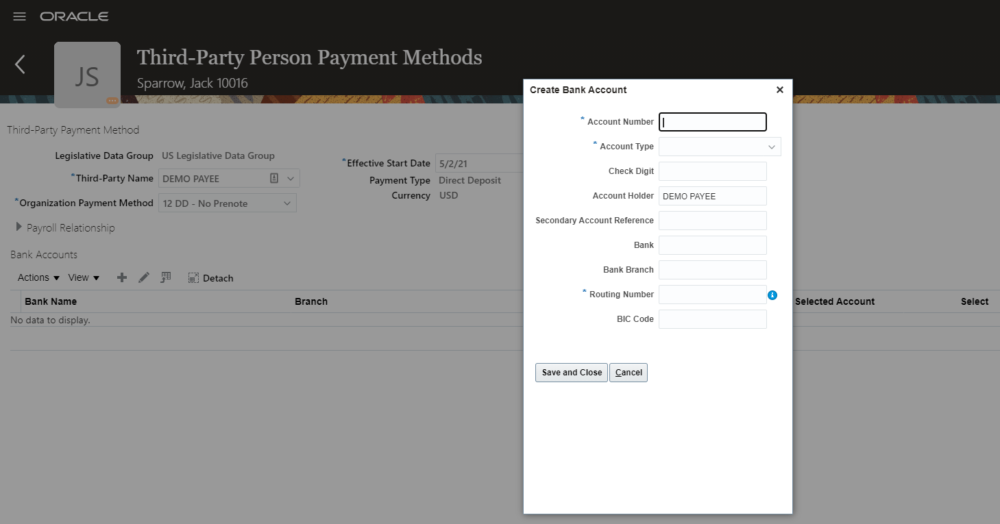 ORACLE
JS
Third-Party Person Payment Methods
Sparrow, Jack 10016
Third-Party Payment Method
Legislative Data Group US Legislative Data Group
*Third-Party Name DEMO PAYEE
*Organization Payment Method 12 DD - No Prenote
*Effective Start Date 5/2/21
Payment Type Direct Deposit
Currency USD
Payroll Relationship
Bank Accounts
Actions View Detach
Bank Name Branch Selected Account Select
No data to display.
Create Bank Account
* Account Number
* Account Type
Check Digit
Account Holder DEMO PAYEE
Secondary Account Reference
Bank
Bank Branch
* Routing Number
BIC Code
Save and Close Cancel